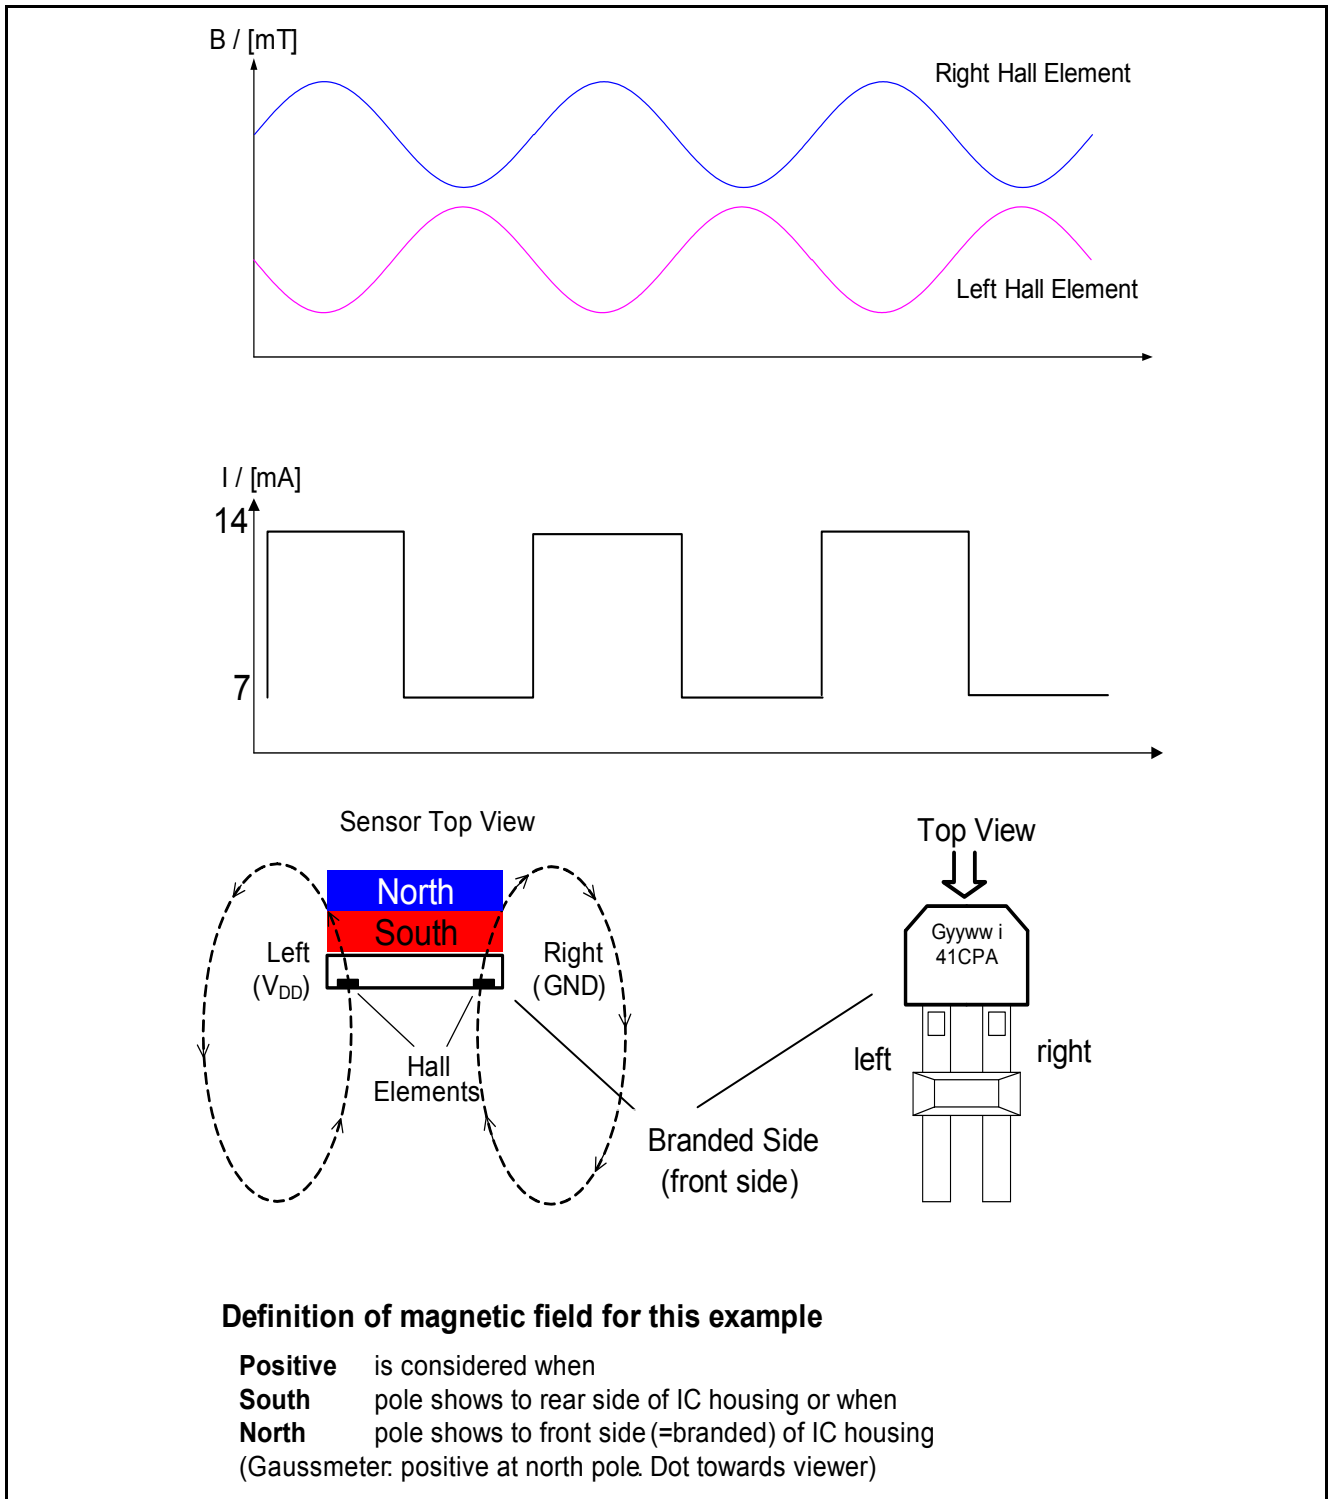 B / [mT]
Right Hall Element
Left Hall Element
I / [mA]
14
7
Sensor Top View
Top View
North
South
Left
(VDD)
Right
(GND)
Hall
Elements
Gyyww i
41CPA
left
right
Branded Side
(front side)
Definition of magnetic field for this example
Positive is considered when
South pole shows to rear side of IC housing or when
North pole shows to front side (=branded) of IC housing
(Gaussmeter: positive at north pole. Dot towards viewer)